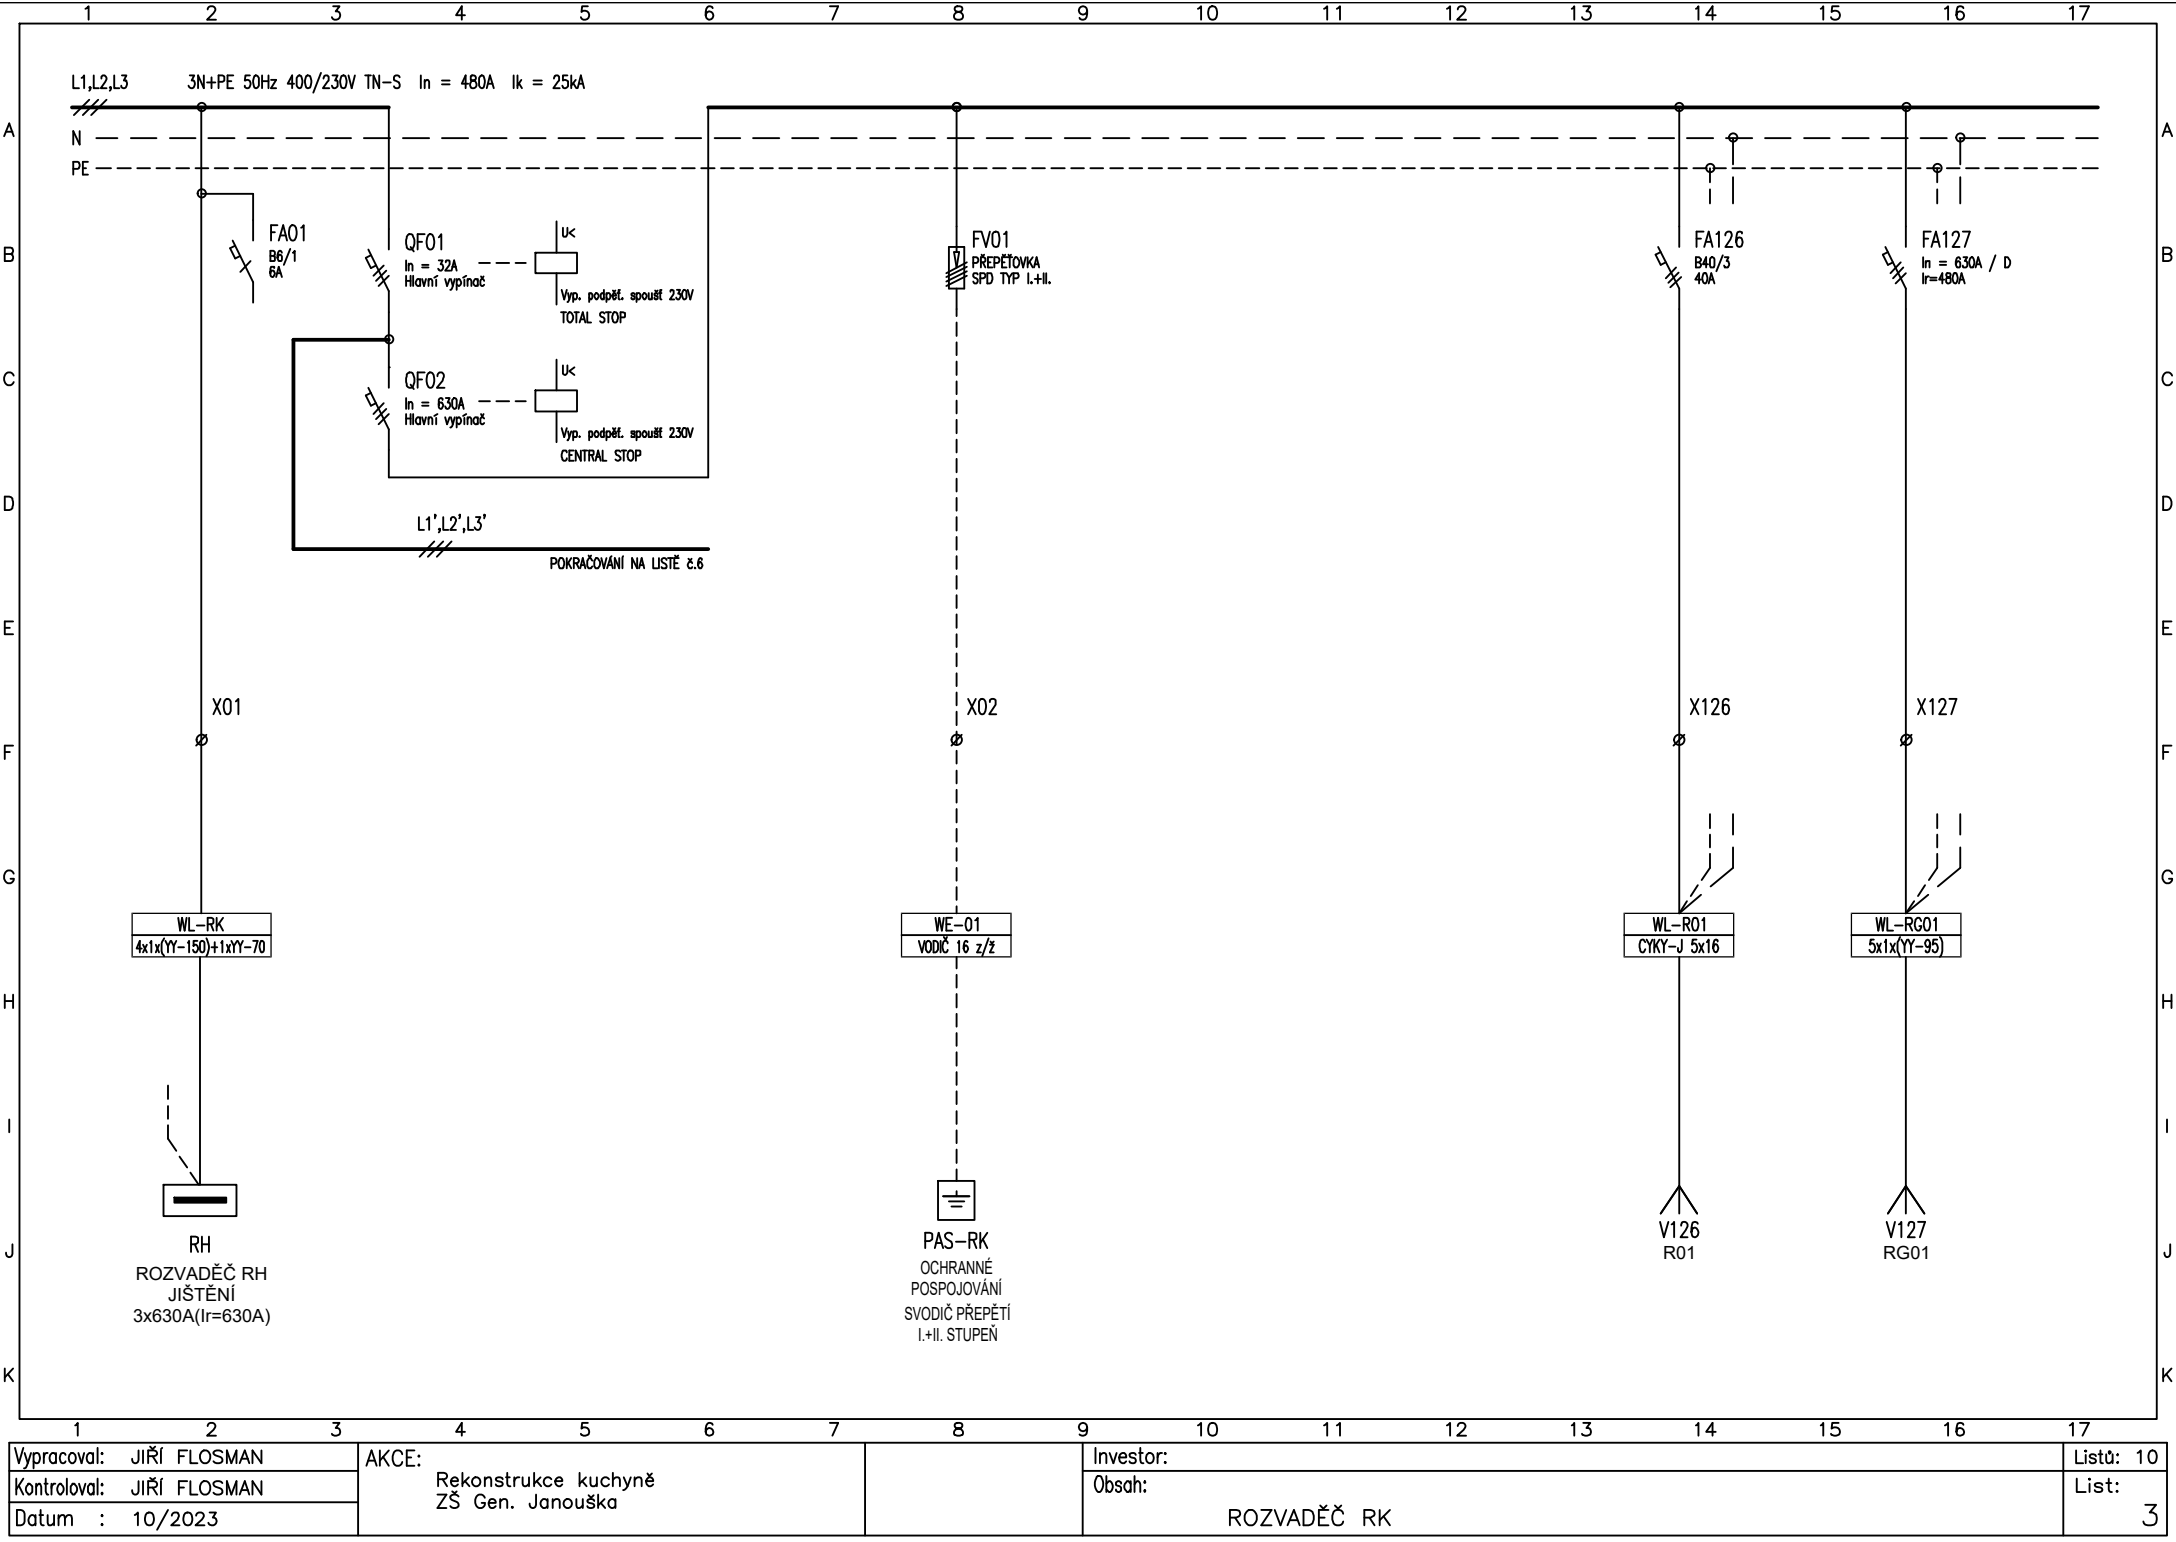 1 2 3 4 5 6 7 8 9 10 11 12 13 14 15 16 17
L1,L2,L3 3N+PE 50Hz 400/230V TN-S In = 480A Ik = 25kA
A A
N
PE
B B
FA01
B6/1
6A
QF01
In = 32A
Hlavní vypínač
U<
Vyp. podpěť. spoušť 230V
TOTAL STOP
FV01
PŘEPĚŤOVKA
SPD TYP I.+II.
FA126
B40/3
40A
FA127
In = 630A / D
Ir=480A
C C
QF02
In = 630A
Hlavní vypínač
U<
Vyp. podpěť. spoušť 230V
CENTRAL STOP
D D
L1',L2',L3'
POKRAČOVÁNÍ NA LISTĚ č.6
E E
X01 X02 X126 X127
F F
G G
WL-RK
4x1x(YY-150)+1xYY-70
WE-01
VODIČ 16 z/ž
WL-R01
CYKY-J 5x16
WL-RG01
5x1x(YY-95)
H H
I I
J J
RH
ROZVADĚČ RH
JIŠTĚNÍ
3x630A(Ir=630A)
PAS-RK
OCHRANNÉ
POSPOJOVÁNÍ
SVODIČ PŘEPĚTÍ
I.+II. STUPEŇ
V126
R01
V127
RG01
K K
1 2 3 4 5 6 7 8 9 10 11 12 13 14 15 16 17
Vypracoval: JIŘÍ FLOSMAN
Kontroloval: JIŘÍ FLOSMAN
Datum : 10/2023
AKCE:
Rekonstrukce kuchyně
ZŠ Gen. Janouška
Investor:
Obsah:
ROZVADĚČ RK
Listů: 10
List:
3